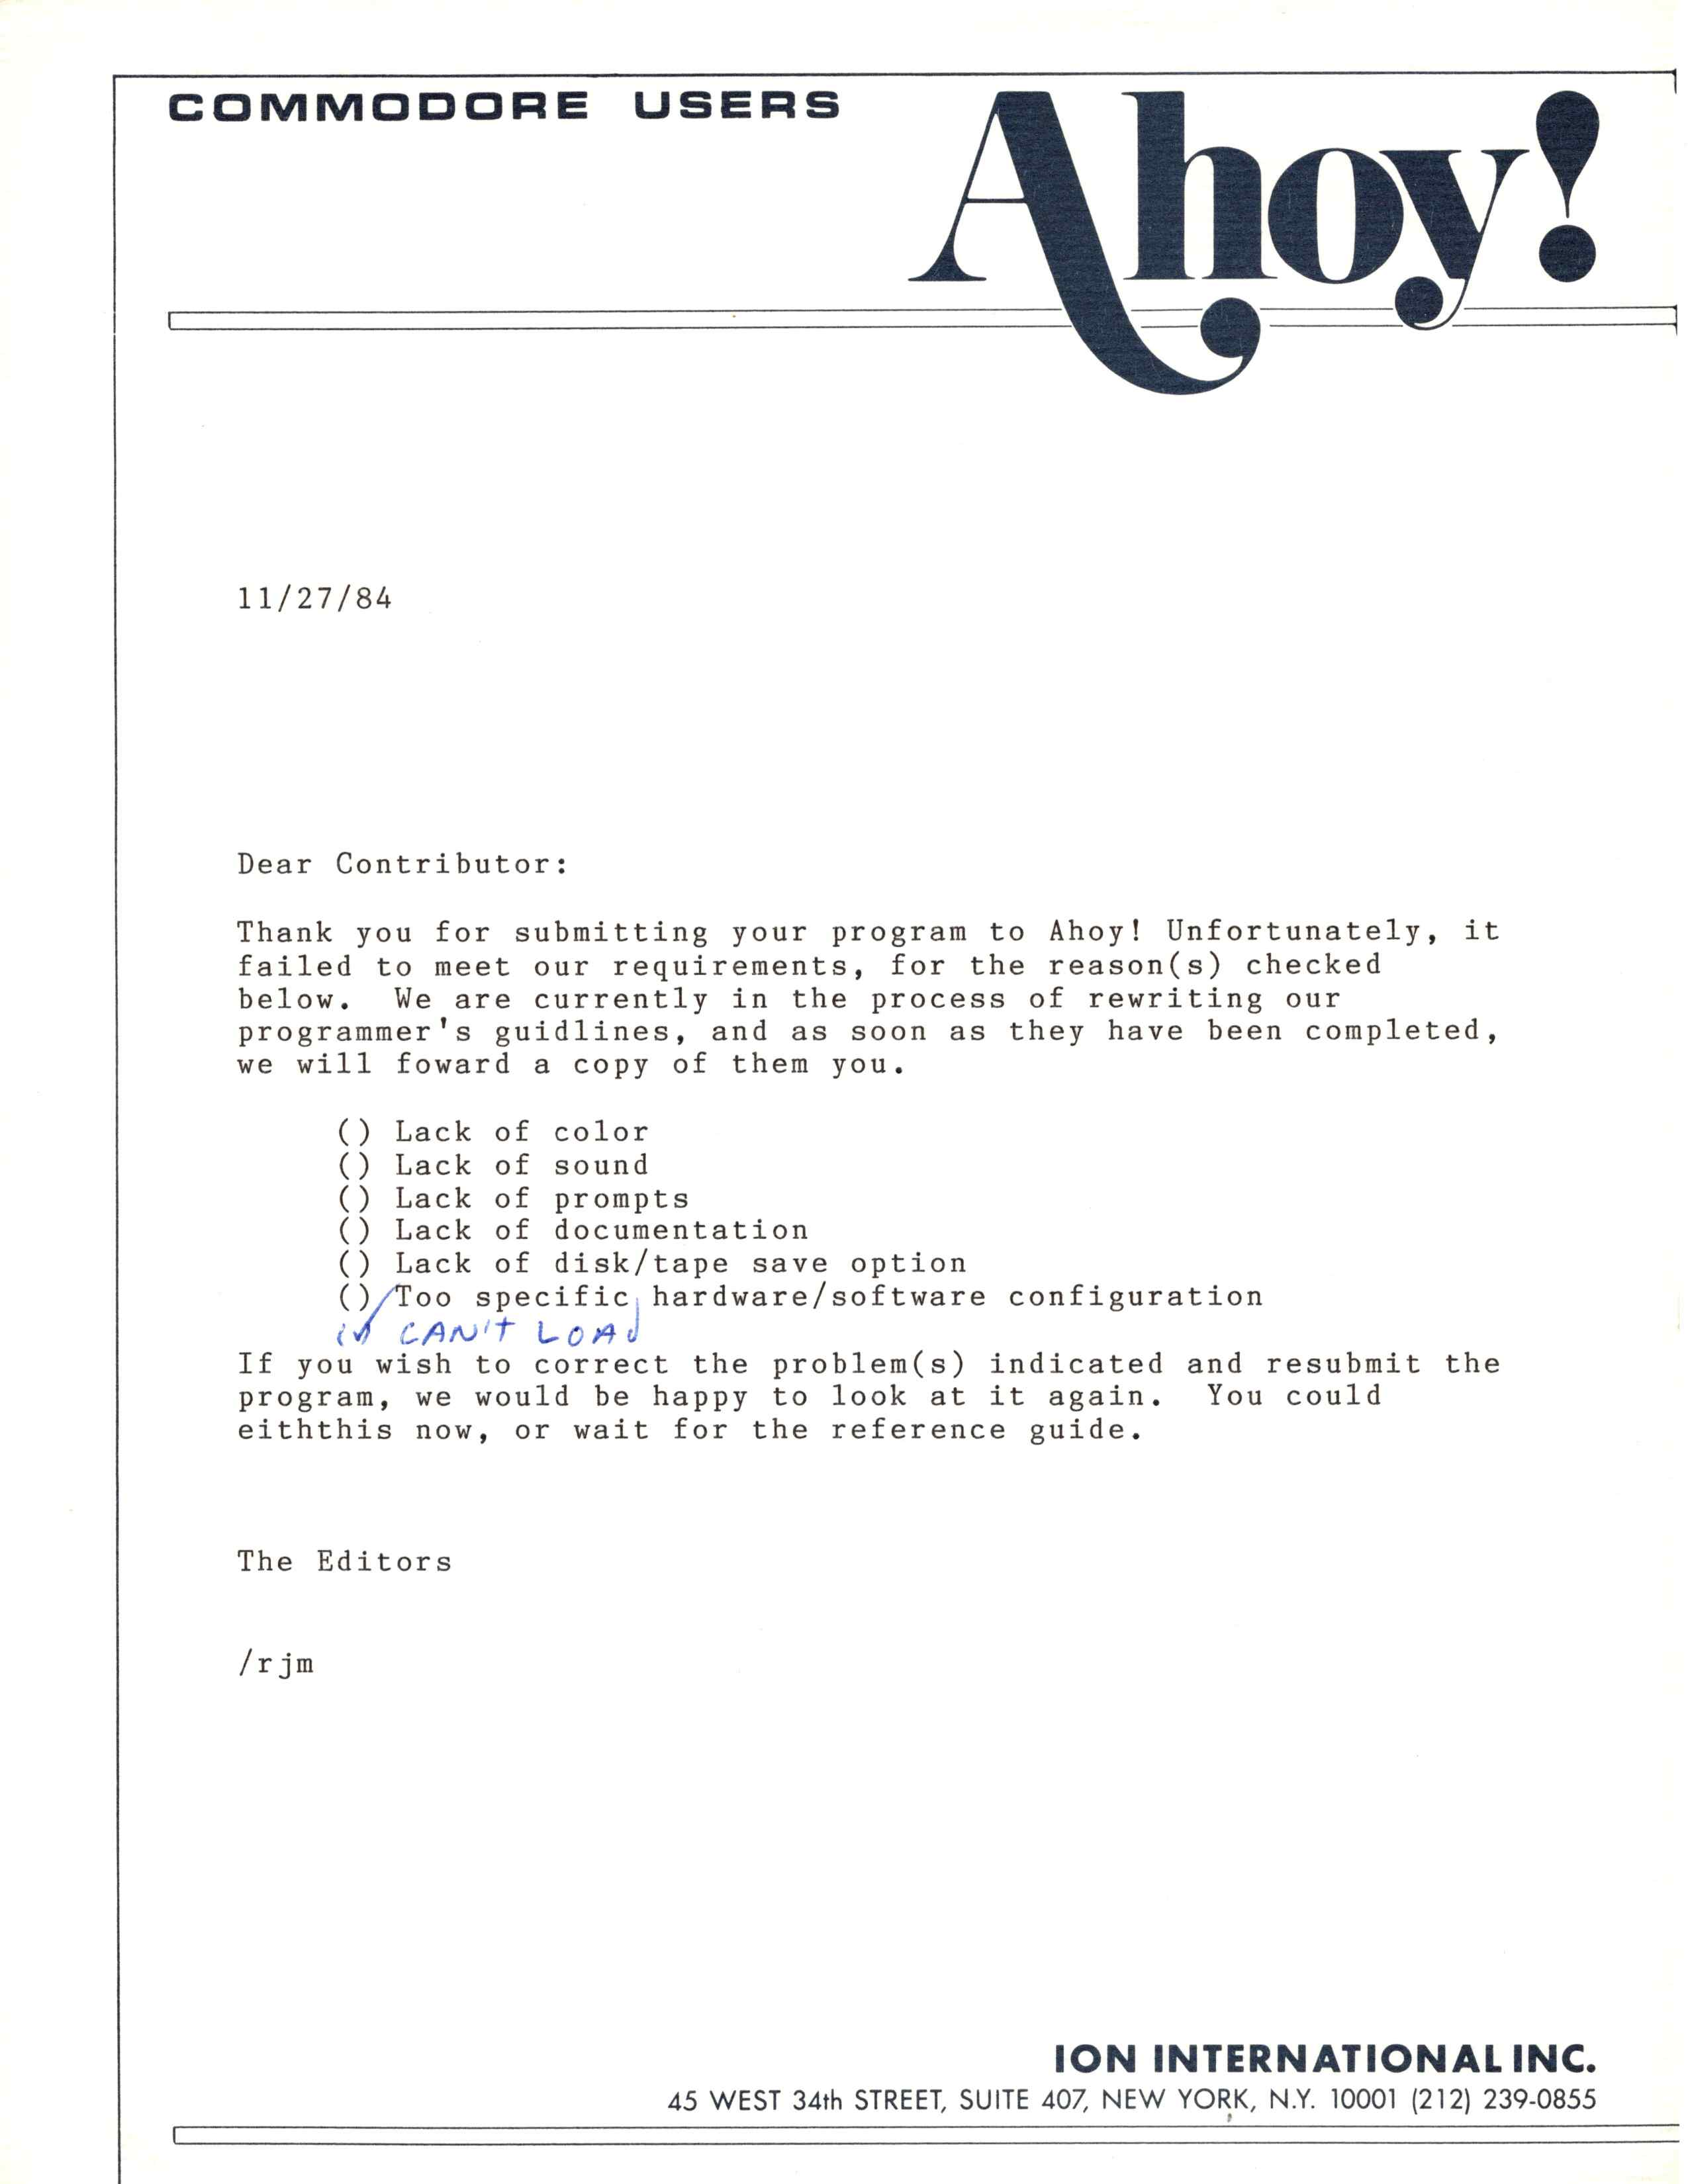 COMMODORE USERS
Ahoy!
11/27/84
Dear Contributor:
Thank you for submitting your program to Ahoy! Unfortunately, it
failed to meet our requirements, for the reason(s) checked
below.  We are currently in the process of rewriting our
programmer's guidlines, and as soon as they have been completed,
we will foward a copy of them you.
() Lack of color
() Lack of sound
() Lack of prompts
() Lack of documentation
() Lack of disk/tape save option
() Too specific hardware/software configuration
(✓) CAN'T LOAD
If you wish to correct the problem(s) indicated and resubmit the
program, we would be happy to look at it again.  You could
eiththis now, or wait for the reference guide.
The Editors
/rjm
ION INTERNATIONAL INC.
45 WEST 34th STREET, SUITE 407, NEW YORK, N.Y. 10001 (212) 239-0855